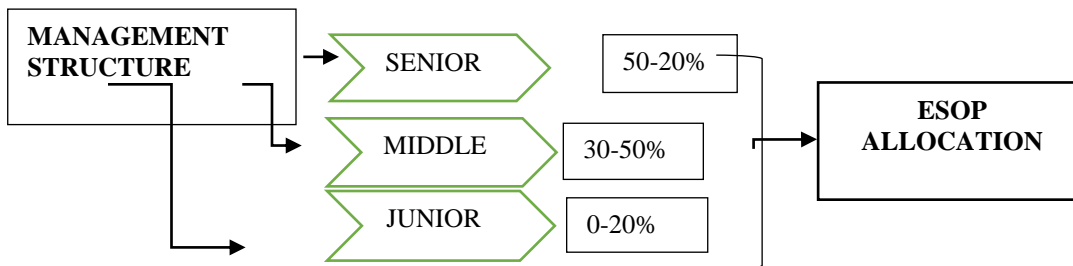 MANAGEMENT
STRUCTURE
SENIOR
50-20%
MIDDLE
30-50%
JUNIOR
0-20%
ESOP
ALLOCATION